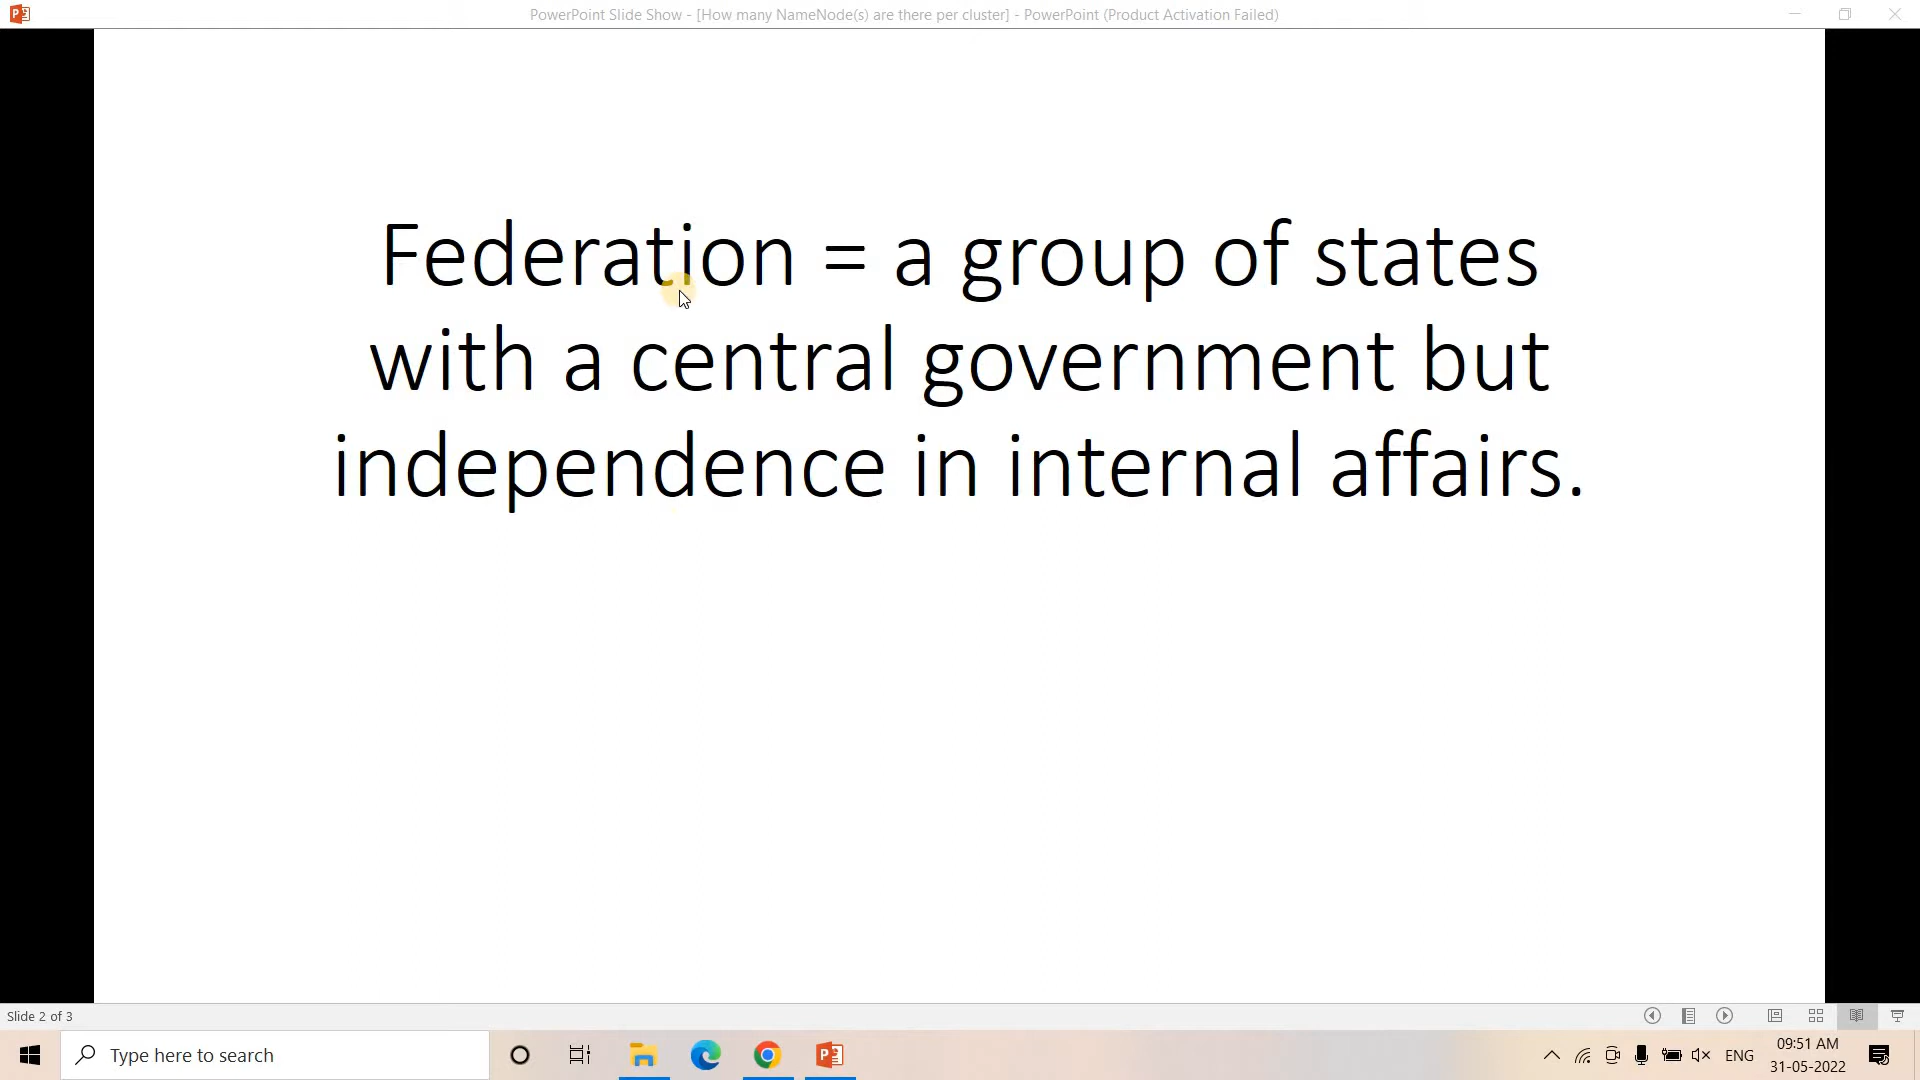 PowerPoint Slide Show - [How many NameNode(s) are there per cluster] - PowerPoint (Product Activation Failed)
Federation = a group of states
with a central government but
independence in internal affairs.
Slide 2 of 3
Type here to search
ENG
09:51 AM
31-05-2022